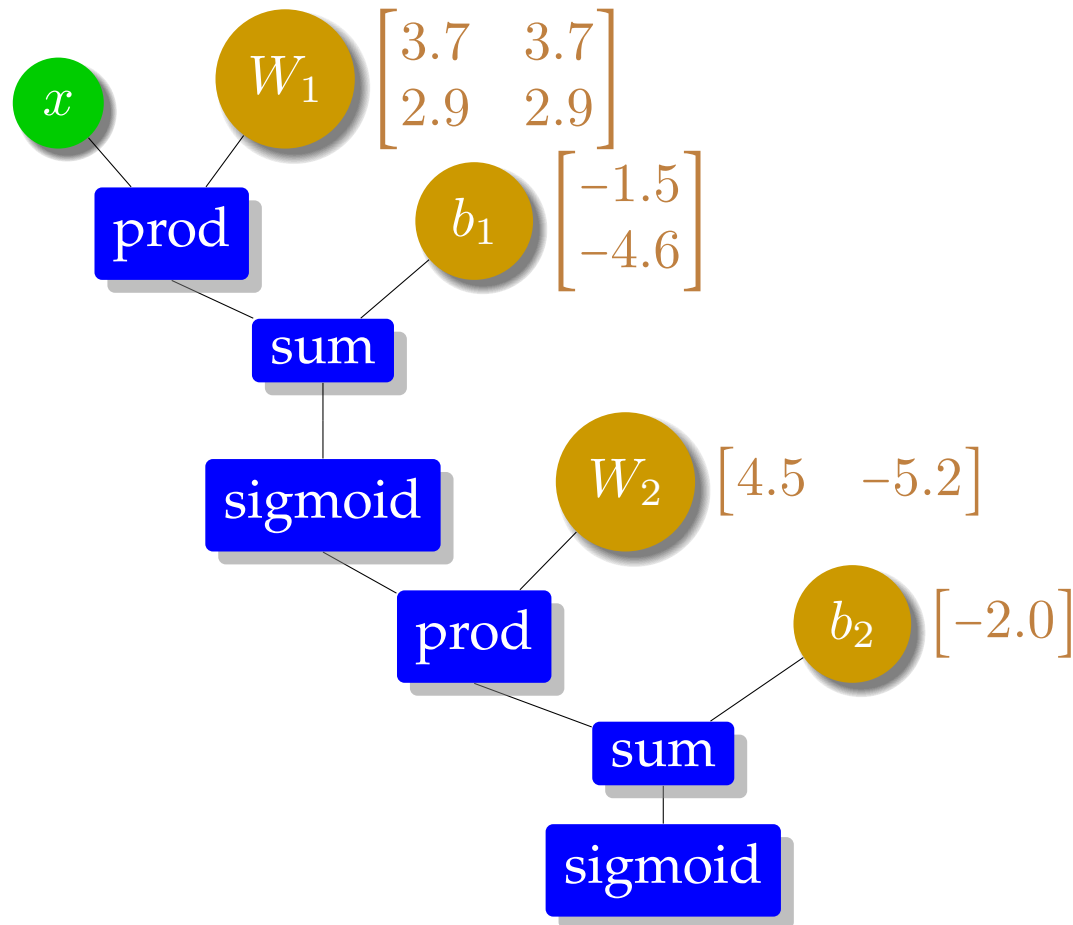 x
W₁
[3.7 3.7]
[2.9 2.9]
prod
b₁
[–1.5]
[–4.6]
sum
sigmoid
W₂
[4.5 –5.2]
prod
b₂
[–2.0]
sum
sigmoid